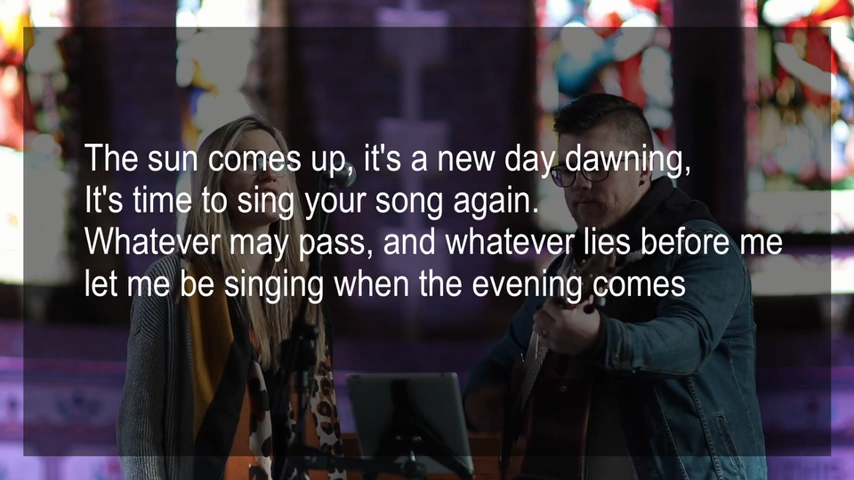 The sun comes up, it's a new day dawning,
It's time to sing your song again.
Whatever may pass, and whatever lies before me
let me be singing when the evening comes